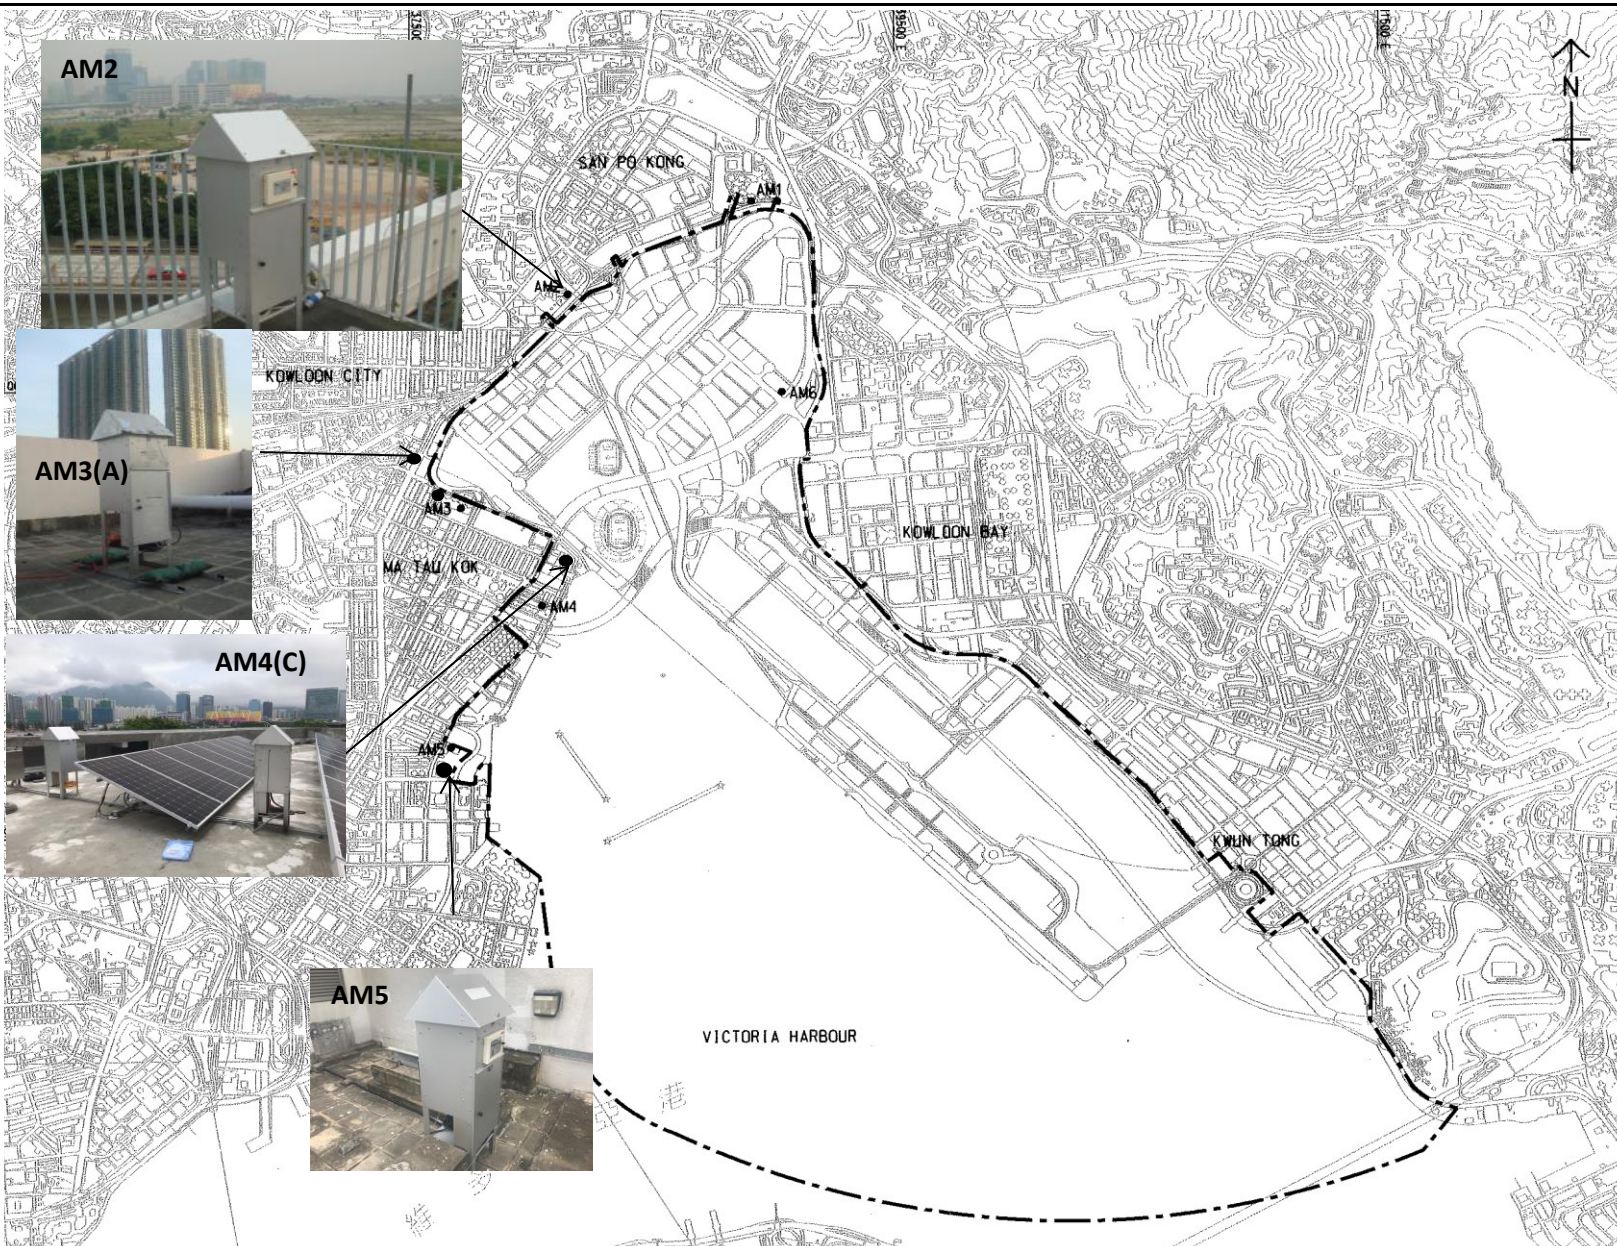 AM2
N
SAN PO KONG
AM1
AM2
KOWLOON CITY
AM6
AM3(A)
AM3
KOWLOON BAY
MA TAU KOK
AM4
AM4(C)
AM5
KWUN TONG
AM5
VICTORIA HARBOUR
港